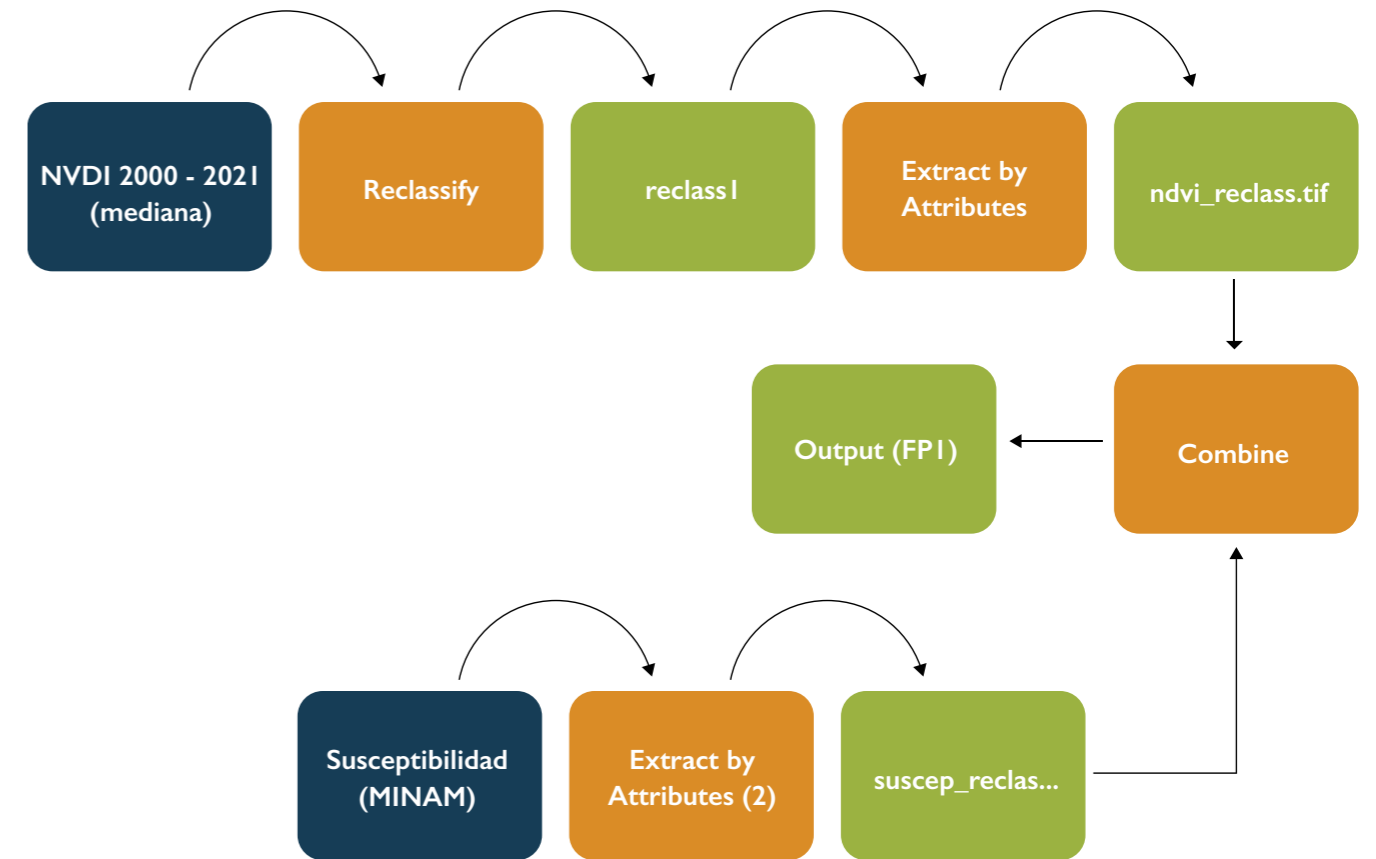 NVDI 2000 - 2021
(mediana)
Reclassify
reclass1
Extract by
Attributes
ndvi_reclass.tif
Output (FP1)
Combine
Susceptibilidad
(MINAM)
Extract by
Attributes (2)
suscep_reclas...